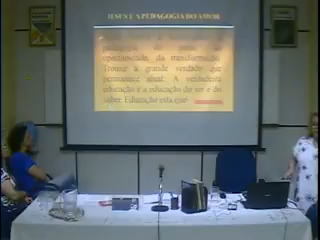 JESUS E A PEDAGOGIA DO AMOR
oportunidade, da transformação.
Trouxe a grande verdade que
permanece atual: A verdadeira
educação é a educação do ser e do
saber. Educação esta que